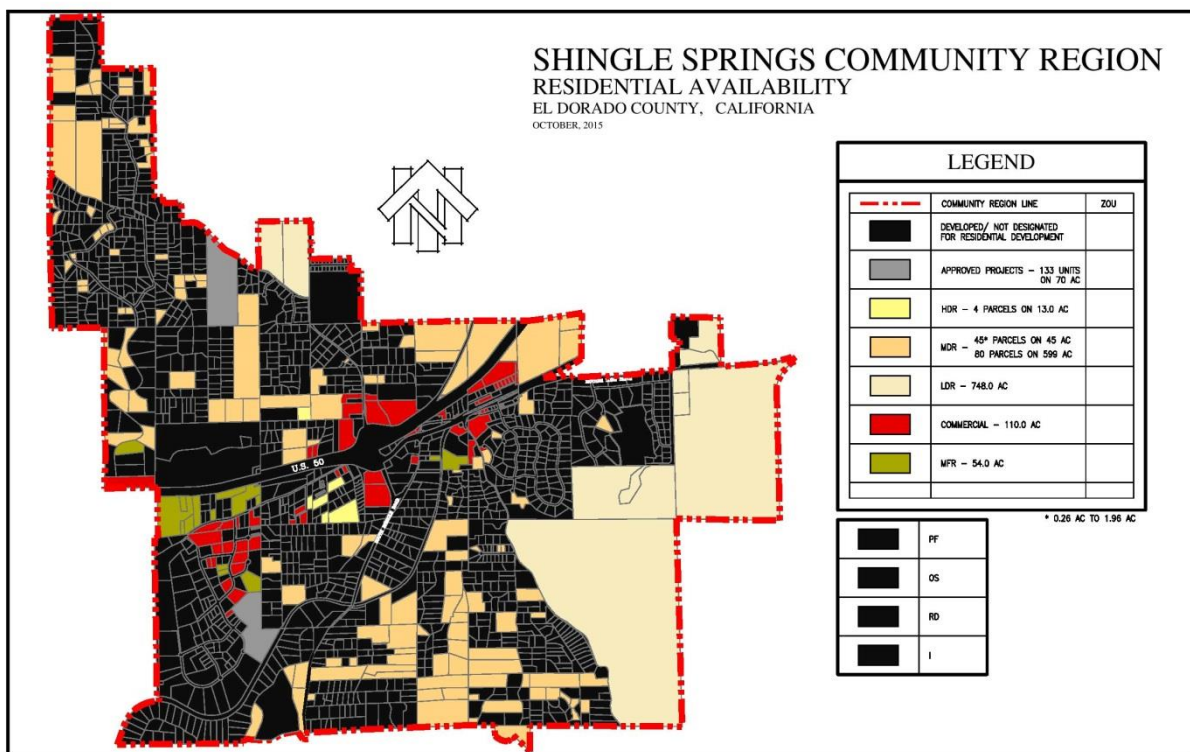 SHINGLE SPRINGS COMMUNITY REGION
RESIDENTIAL AVAILABILITY
EL DORADO COUNTY, CALIFORNIA
OCTOBER, 2015
LEGEND
COMMUNITY REGION LINE ZOU
DEVELOPED/ NOT DESIGNATED
FOR RESIDENTIAL DEVELOPMENT
APPROVED PROJECTS - 133 UNITS
ON 70 AC
HDR - 4 PARCELS ON 13.0 AC
MDR - 45* PARCELS ON 45 AC
80 PARCELS ON 599 AC
LDR - 748.0 AC
COMMERCIAL - 110.0 AC
MFR - 54.0 AC
* 0.26 AC TO 1.96 AC
PF
OS
RD
I
U.S. 50
N